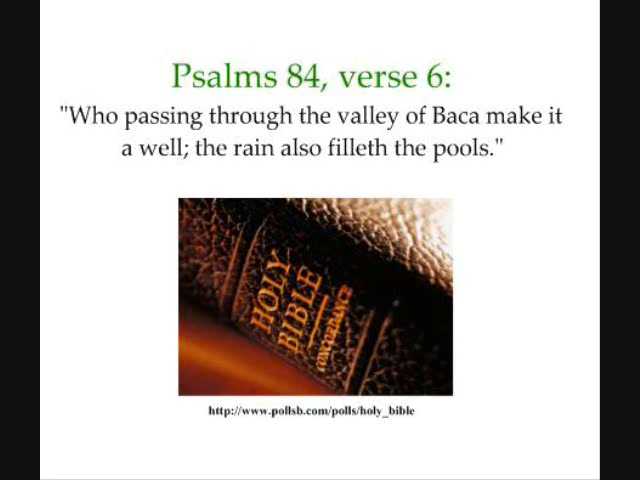 Psalms 84, verse 6:
"Who passing through the valley of Baca make it
a well; the rain also filleth the pools."
HOLY
BIBLE
CONCORDANCE
http://www.pollsb.com/polls/holy_bible